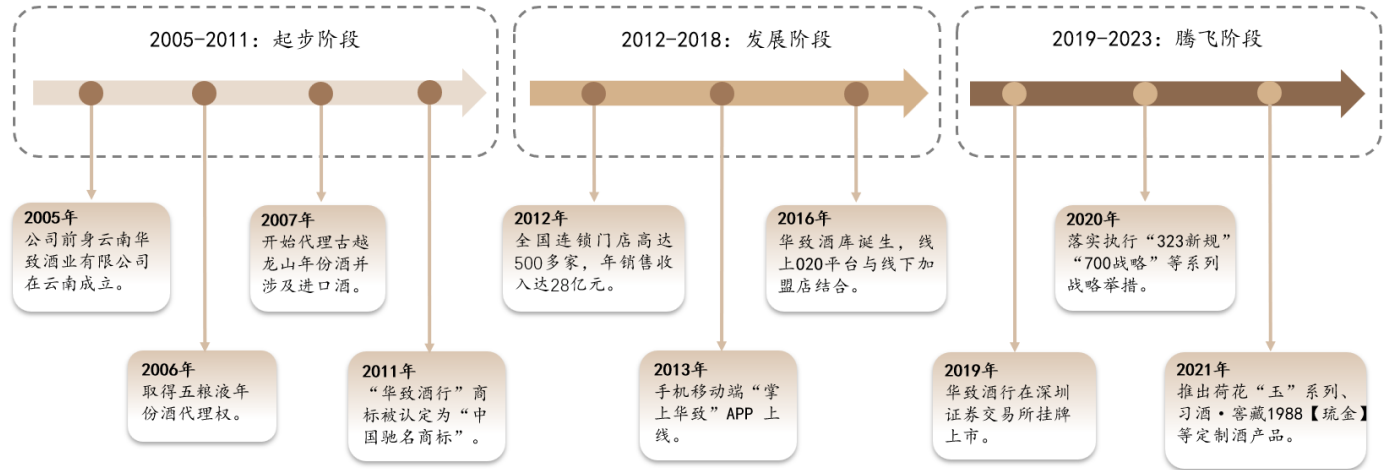 2005-2011：起步阶段
2005年
公司前身云南华
致酒业有限公司
在云南成立。
2006年
取得五粮液年
份酒代理权。
2007年
开始代理古越
龙山年份酒并
涉及进口酒。
2011年
“华致酒行”商
标被认定为“中
国驰名商标”。
2012-2018：发展阶段
2012年
全国连锁门店高达
500多家，年销售收
入达28亿元。
2013年
手机移动端“掌
上华致”APP 上
线。
2016年
华致酒库诞生，线
上O2O平台与线下加
盟店结合。
2019-2023：腾飞阶段
2019年
华致酒行在深圳
证券交易所挂牌
上市。
2020年
落实执行“323新规”
“700战略”等系列
战略举措。
2021年
推出荷花“玉”系列、
习酒·窖藏1988【琉金】
等定制酒产品。